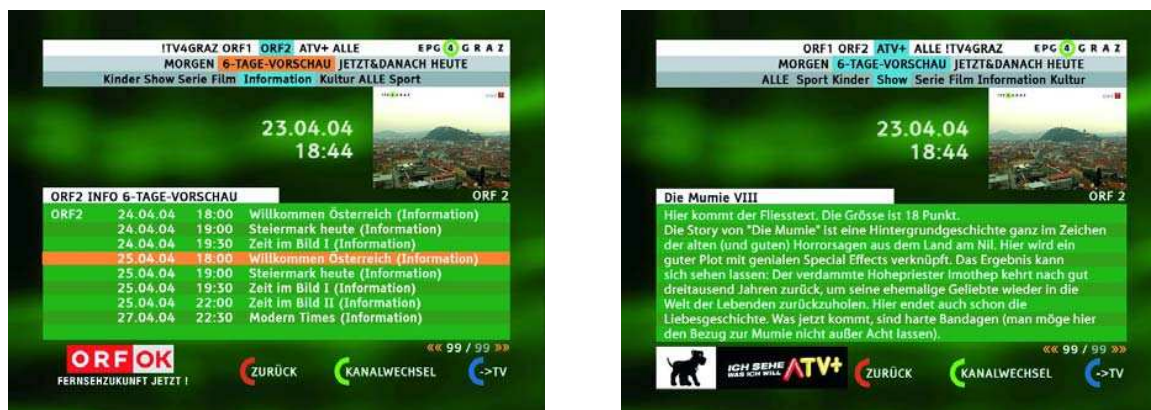 !TV4GRAZ ORF1 ORF2 ATV+ ALLE EPG 4 GRAZ
MORGEN 6-TAGE-VORSCHAU JETZT&DANACH HEUTE
Kinder Show Serie Film Information Kultur ALLE Sport
23.04.04
18:44
ORF2 INFO 6-TAGE-VORSCHAU
ORF 2
ORF2 24.04.04 18:00 Willkommen Österreich (Information)
24.04.04 19:00 Steiermark heute (Information)
24.04.04 19:30 Zeit im Bild I (Information)
25.04.04 18:00 Willkommen Österreich (Information)
25.04.04 19:00 Steiermark heute (Information)
25.04.04 19:30 Zeit im Bild I (Information)
25.04.04 22:00 Zeit im Bild II (Information)
27.04.04 22:30 Modern Times (Information)
«« 99 / 99 »»
ORF OK
FERNSEHZUKUNFT JETZT !
ZURÜCK KANALWECHSEL ->TV
ORF1 ORF2 ATV+ ALLE !TV4GRAZ EPG 4 GRAZ
MORGEN 6-TAGE-VORSCHAU JETZT&DANACH HEUTE
ALLE Sport Kinder Show Serie Film Information Kultur
23.04.04
18:44
Die Mumie VIII
ORF 2
Hier kommt der Fliesstext. Die Grösse ist 18 Punkt.
Die Story von "Die Mumie" ist eine Hintergrundgeschichte ganz im Zeichen
der alten (und guten) Horrorsagen aus dem Land am Nil. Hier wird ein
guter Plot mit genialen Special Effects verknüpft. Das Ergebnis kann
sich sehen lassen: Der verdammte Hohepriester Imothep kehrt nach gut
dreitausend Jahren zurück, um seine ehemalige Geliebte wieder in die
Welt der Lebenden zurückzuholen. Hier endet auch schon die
Liebesgeschichte. Was jetzt kommt, sind harte Bandagen (man möge hier
den Bezug zur Mumie nicht außer Acht lassen).
«« 99 / 99 »»
ICH SEHE
WAS ICH WILL
ATV+
ZURÜCK KANALWECHSEL ->TV